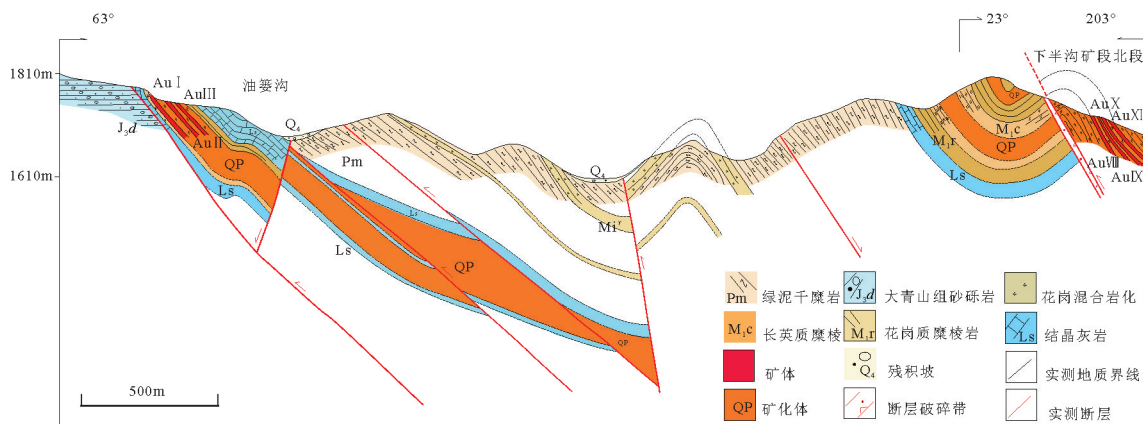 63°
23°
203°
下半沟矿段北段
1810m
AuⅠ
AuⅢ
油篓沟
AuⅩ
AuⅪ
J₃d
AuⅡ
Q₄
Pm
M₁r
M₁c
QP
QP
QP
AuⅧ
AuⅨ
1610m
Ls
Q₄
Ls
Ls
Ls
QP
Miʳ
QP
Pm 绿泥千糜岩
J₃d 大青山组砂砾岩
花岗混合岩化
M₁c 长英质糜棱
M₁r 花岗质糜棱岩
Ls 结晶灰岩
矿体
Q₄ 残积坡
实测地质界线
500m
QP 矿化体
断层破碎带
实测断层